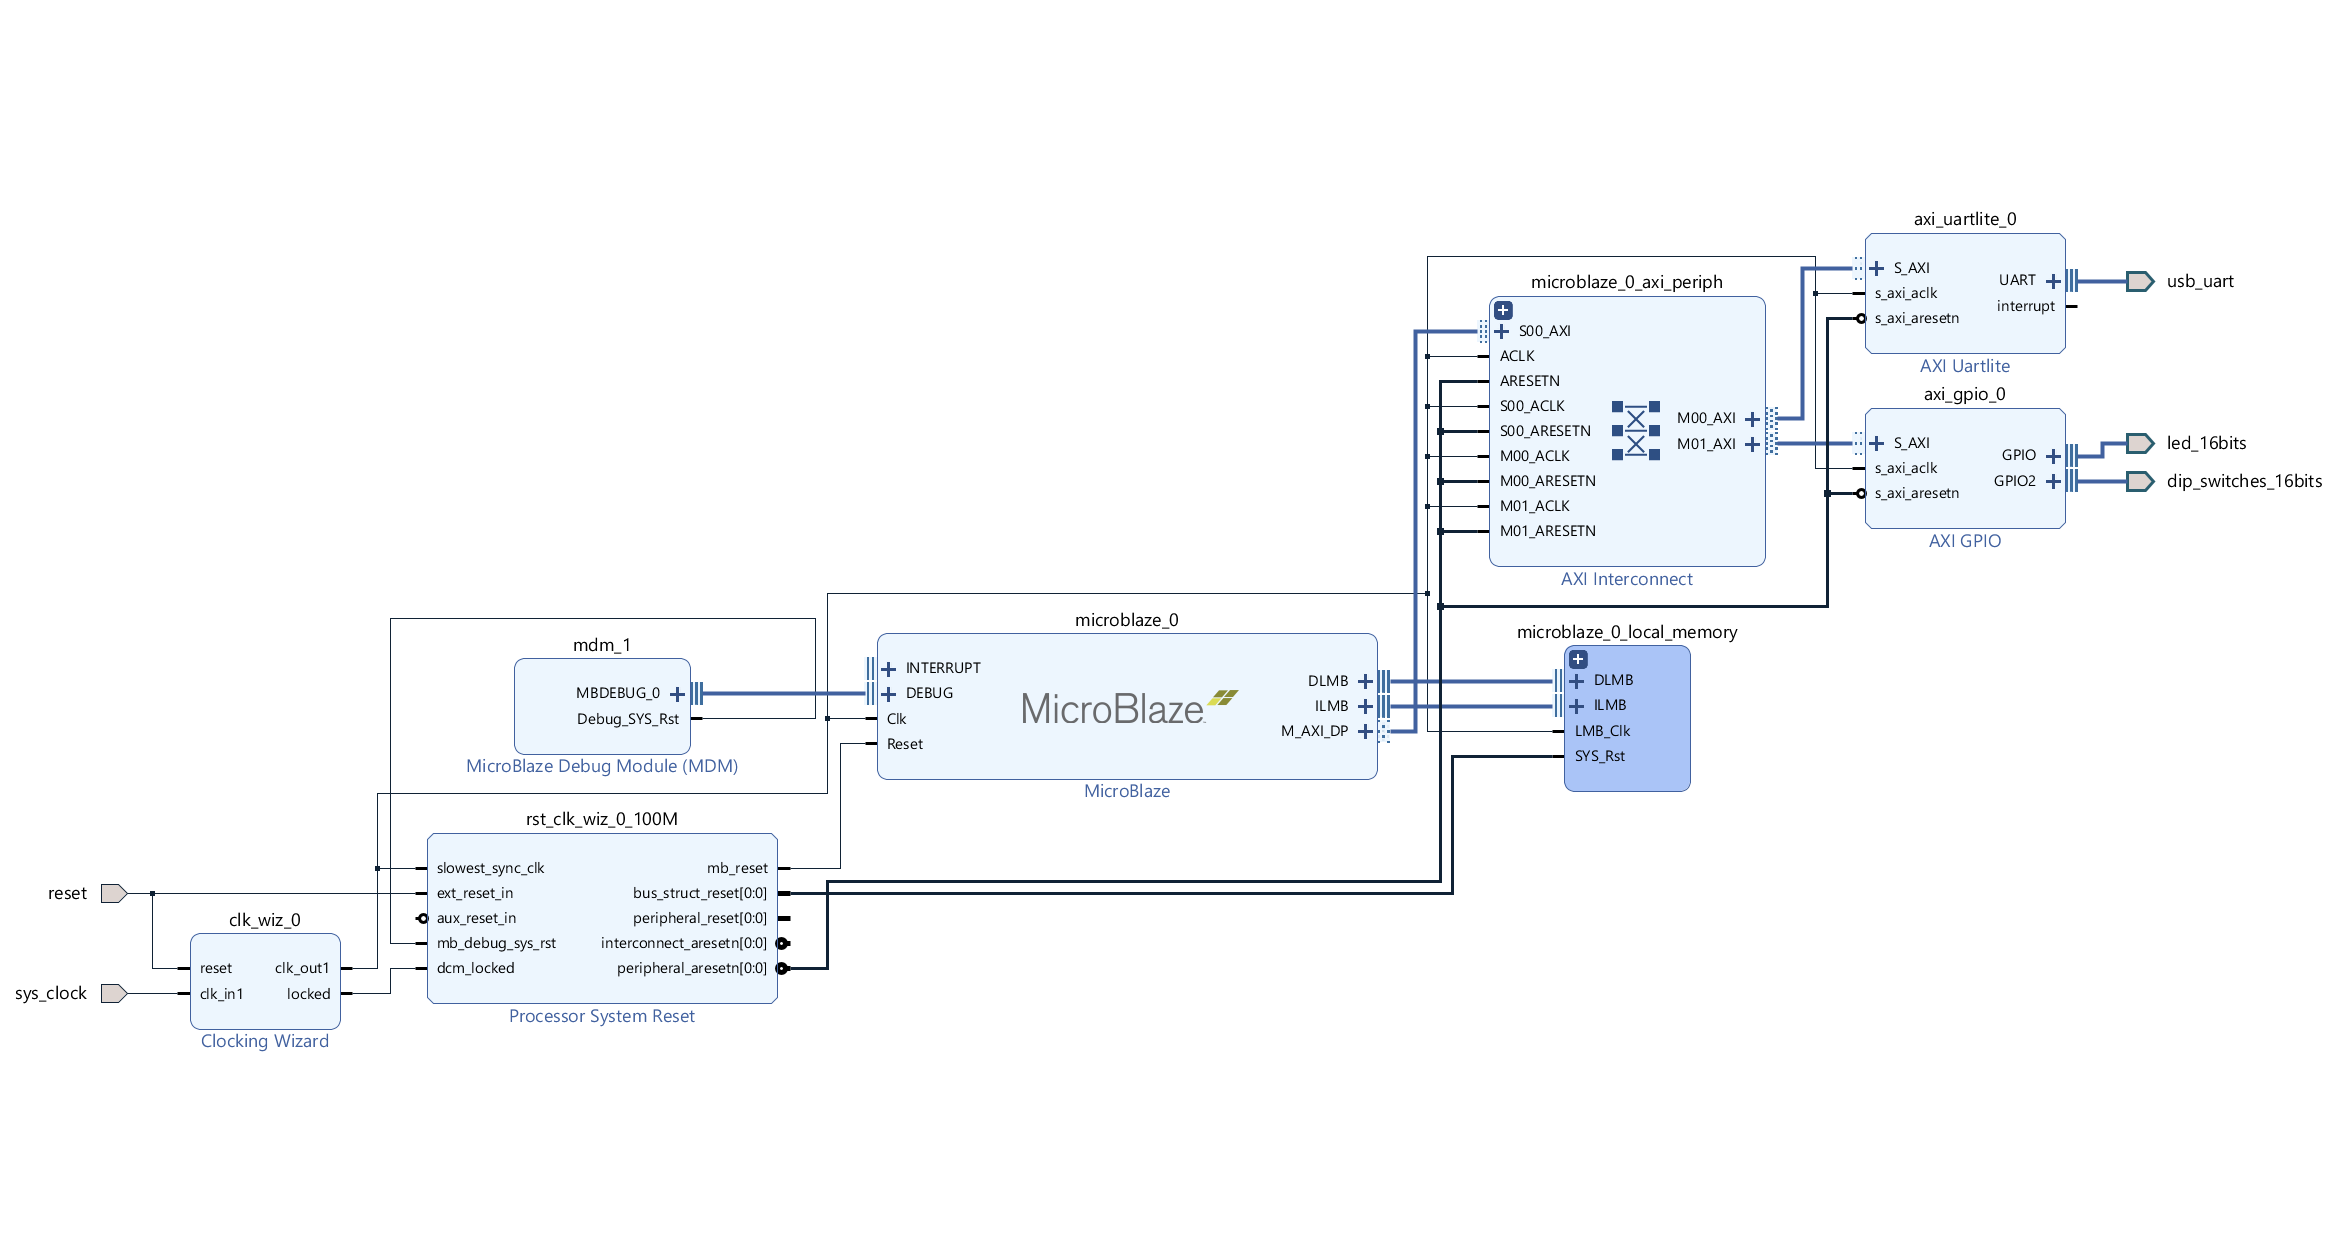 axi_uartlite_0
S_AXI
s_axi_aclk
s_axi_aresetn
UART
interrupt
AXI Uartlite
usb_uart
microblaze_0_axi_periph
S00_AXI
ACLK
ARESETN
S00_ACLK
S00_ARESETN
M00_ACLK
M00_ARESETN
M01_ACLK
M01_ARESETN
M00_AXI
M01_AXI
AXI Interconnect
axi_gpio_0
S_AXI
s_axi_aclk
s_axi_aresetn
GPIO
GPIO2
AXI GPIO
led_16bits
dip_switches_16bits
mdm_1
MBDEBUG_0
Debug_SYS_Rst
MicroBlaze Debug Module (MDM)
microblaze_0
INTERRUPT
DEBUG
Clk
Reset
MicroBlaze
DLMB
ILMB
M_AXI_DP
MicroBlaze
microblaze_0_local_memory
DLMB
ILMB
LMB_Clk
SYS_Rst
rst_clk_wiz_0_100M
slowest_sync_clk
ext_reset_in
aux_reset_in
mb_debug_sys_rst
dcm_locked
mb_reset
bus_struct_reset[0:0]
peripheral_reset[0:0]
interconnect_aresetn[0:0]
peripheral_aresetn[0:0]
Processor System Reset
reset
sys_clock
clk_wiz_0
reset
clk_in1
clk_out1
locked
Clocking Wizard